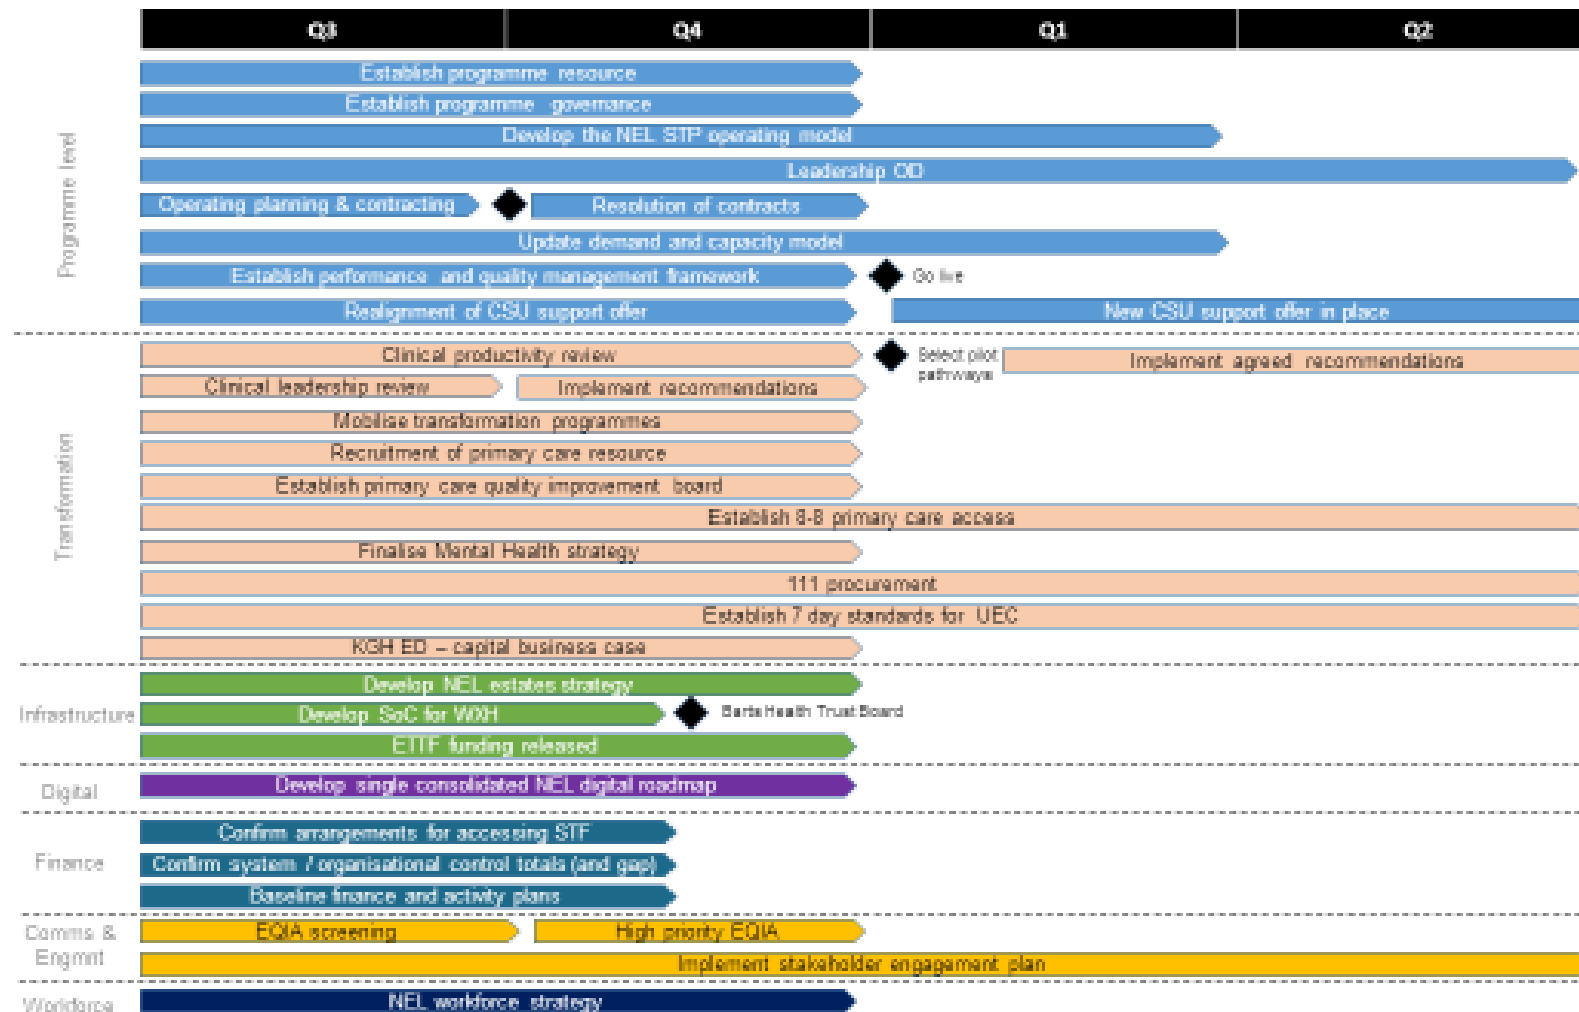 Q3 Q4 Q1 Q2
Programme level
Establish programme resource
Establish programme governance
Develop the NEL STP operating model
Leadership OD
Operating planning & contracting
Resolution of contracts
Update demand and capacity model
Establish performance and quality management framework
Go live
Realignment of CSU support offer
New CSU support offer in place
Transformation
Clinical productivity review
Select pilot
pathways
Implement agreed recommendations
Clinical leadership review
Implement recommendations
Mobilise transformation programmes
Recruitment of primary care resource
Establish primary care quality improvement board
Establish 8-8 primary care access
Finalise Mental Health strategy
111 procurement
Establish 7 day standards for UEC
KGH ED – capital business case
Infrastructure
Develop NEL estates strategy
Develop SoC for WXH
Barts Health Trust Board
ETTF funding released
Digital
Develop single consolidated NEL digital roadmap
Finance
Confirm arrangements for accessing STF
Confirm system / organisational control totals (and gap)
Baseline finance and activity plans
Comms &
Engmnt
EQIA screening
High priority EQIA
Implement stakeholder engagement plan
Workforce
NEL workforce strategy